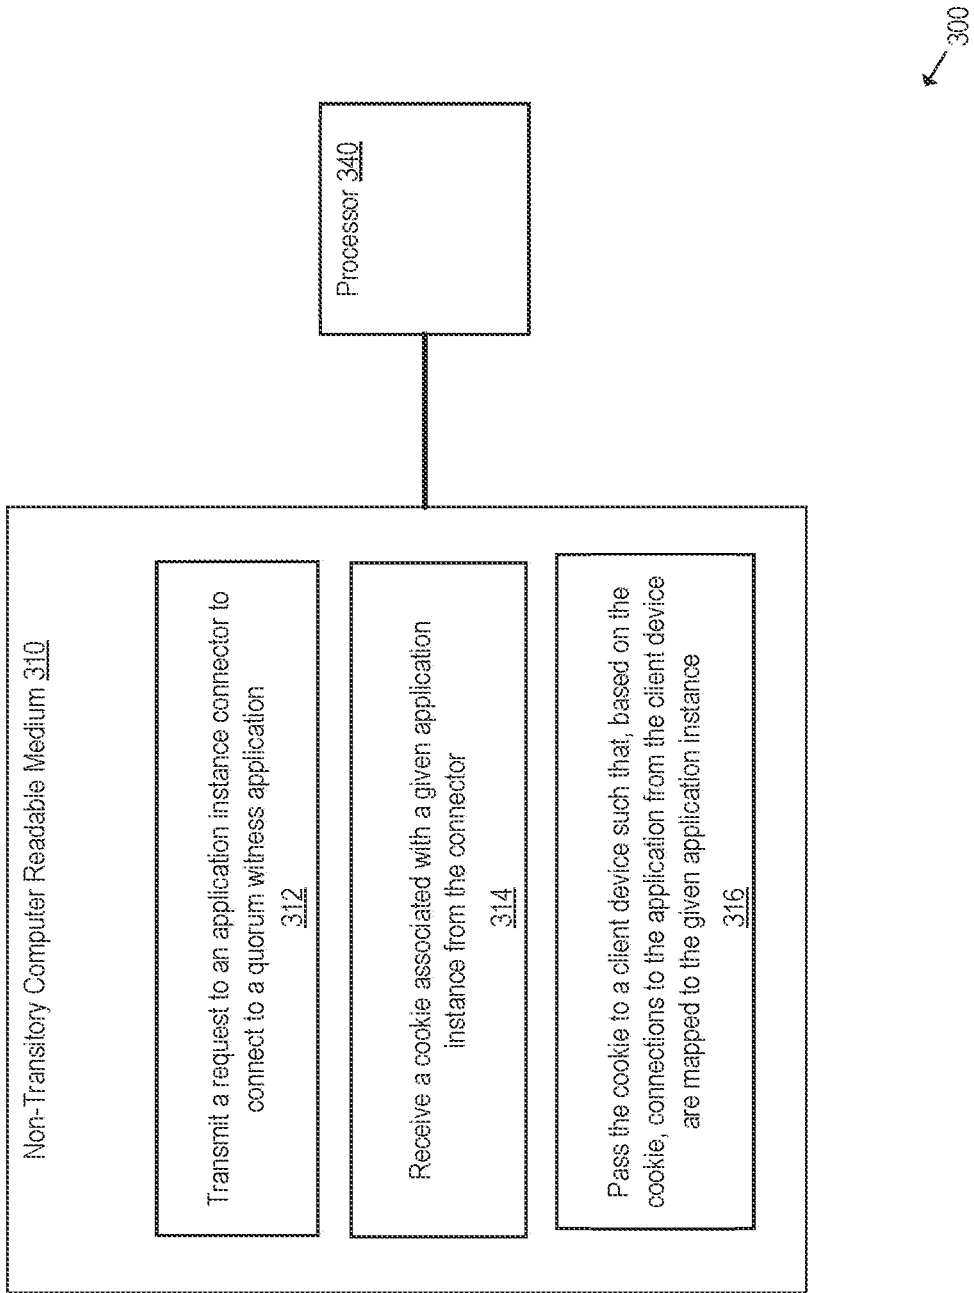 300
Non-Transitory Computer Readable Medium 310
Transmit a request to an application instance connector to
connect to a quorum witness application
312
Receive a cookie associated with a given application
instance from the connector
314
Pass the cookie to a client device such that, based on the
cookie, connections to the application from the client device
are mapped to the given application instance
316
Processor 340